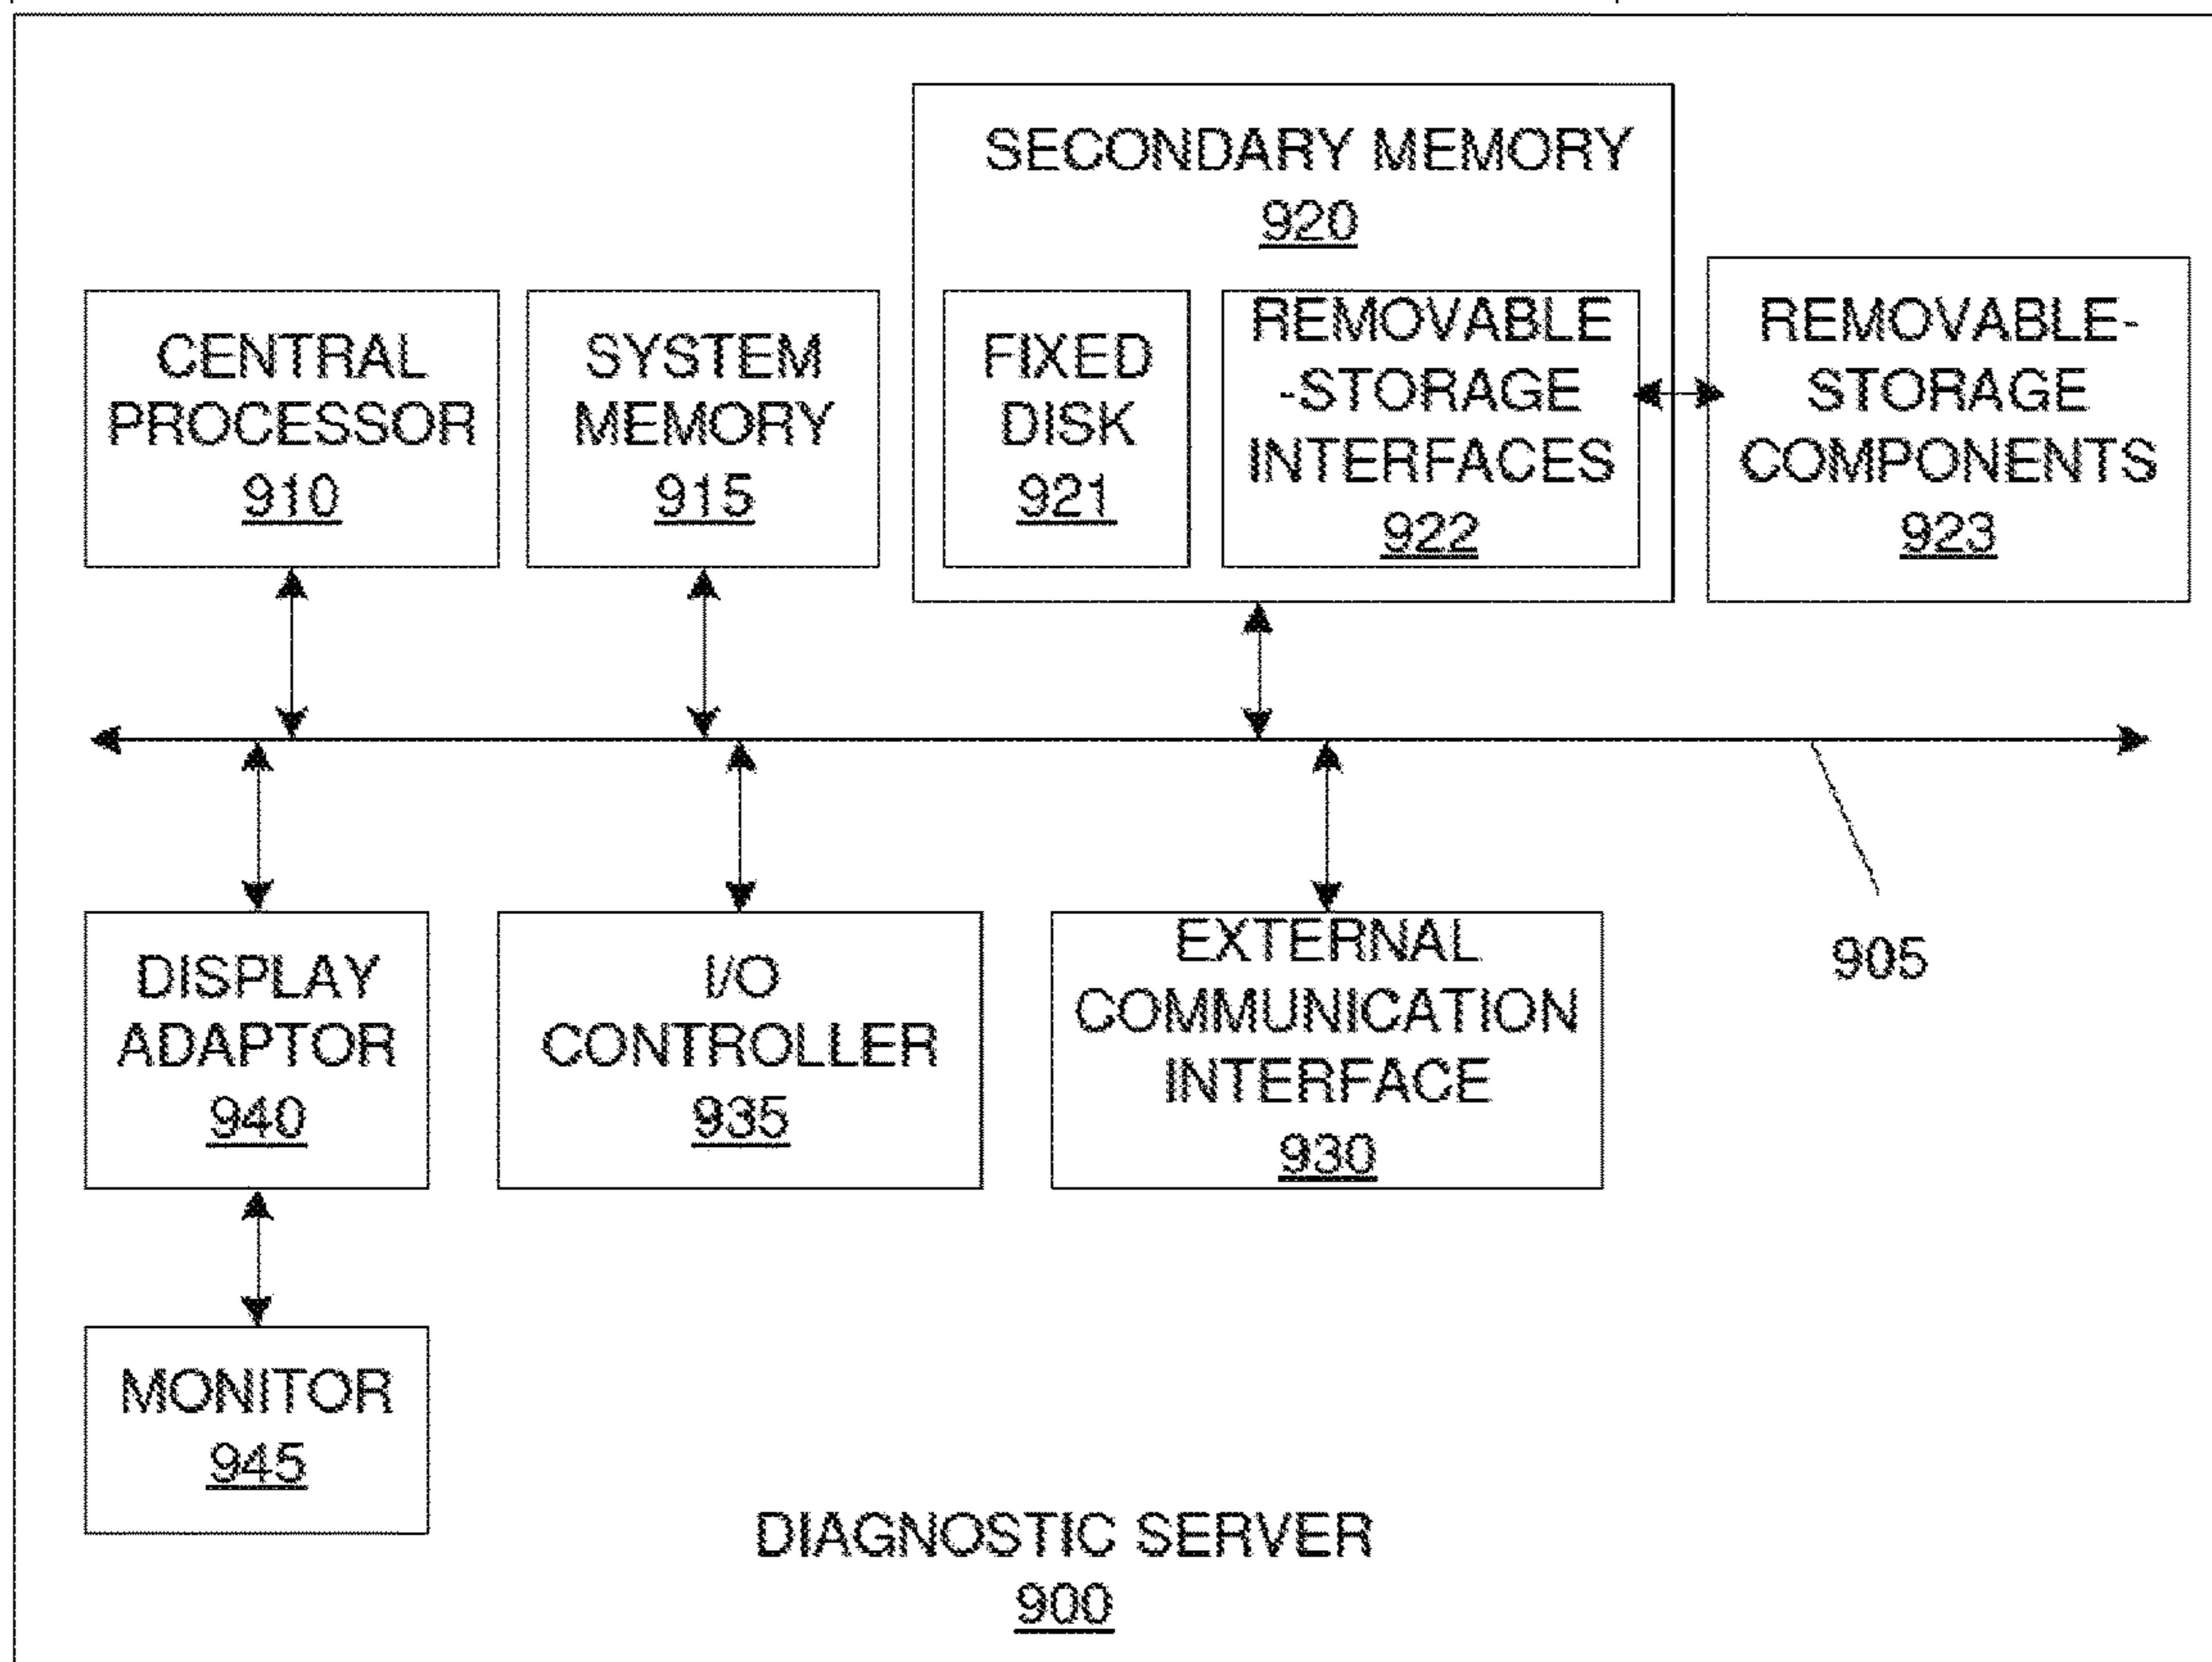 SECONDARY MEMORY
920
CENTRAL
PROCESSOR
910
SYSTEM
MEMORY
915
FIXED
DISK
921
REMOVABLE
-STORAGE
INTERFACES
922
REMOVABLE-
STORAGE
COMPONENTS
923
DISPLAY
ADAPTOR
940
I/O
CONTROLLER
935
EXTERNAL
COMMUNICATION
INTERFACE
930
905
MONITOR
945
DIAGNOSTIC SERVER
900